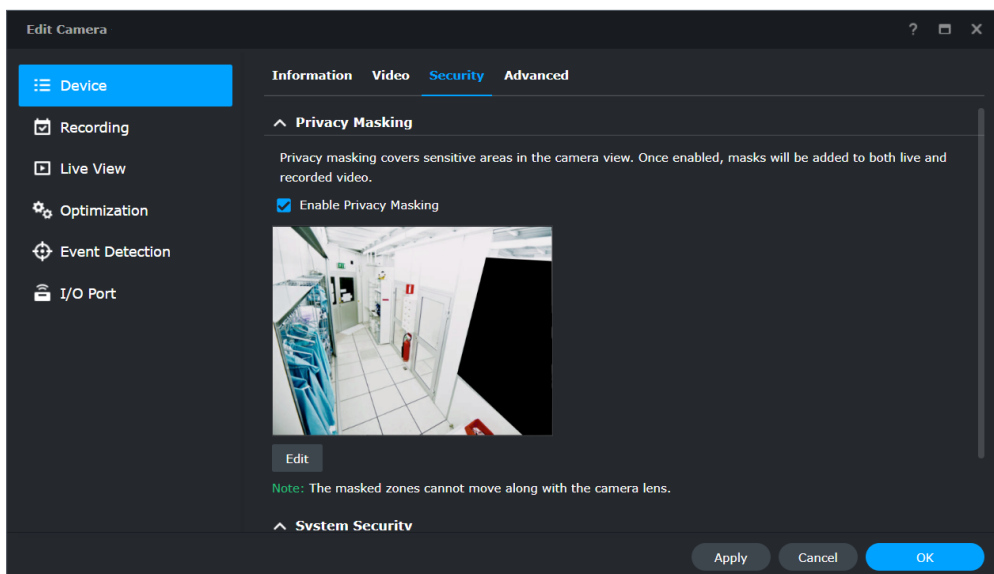 Edit Camera
Device
Recording
Live View
Optimization
Event Detection
I/O Port
Information Video Security Advanced
Privacy Masking
Privacy masking covers sensitive areas in the camera view. Once enabled, masks will be added to both live and
recorded video.
Enable Privacy Masking
Edit
Note: The masked zones cannot move along with the camera lens.
System Security
Apply Cancel OK